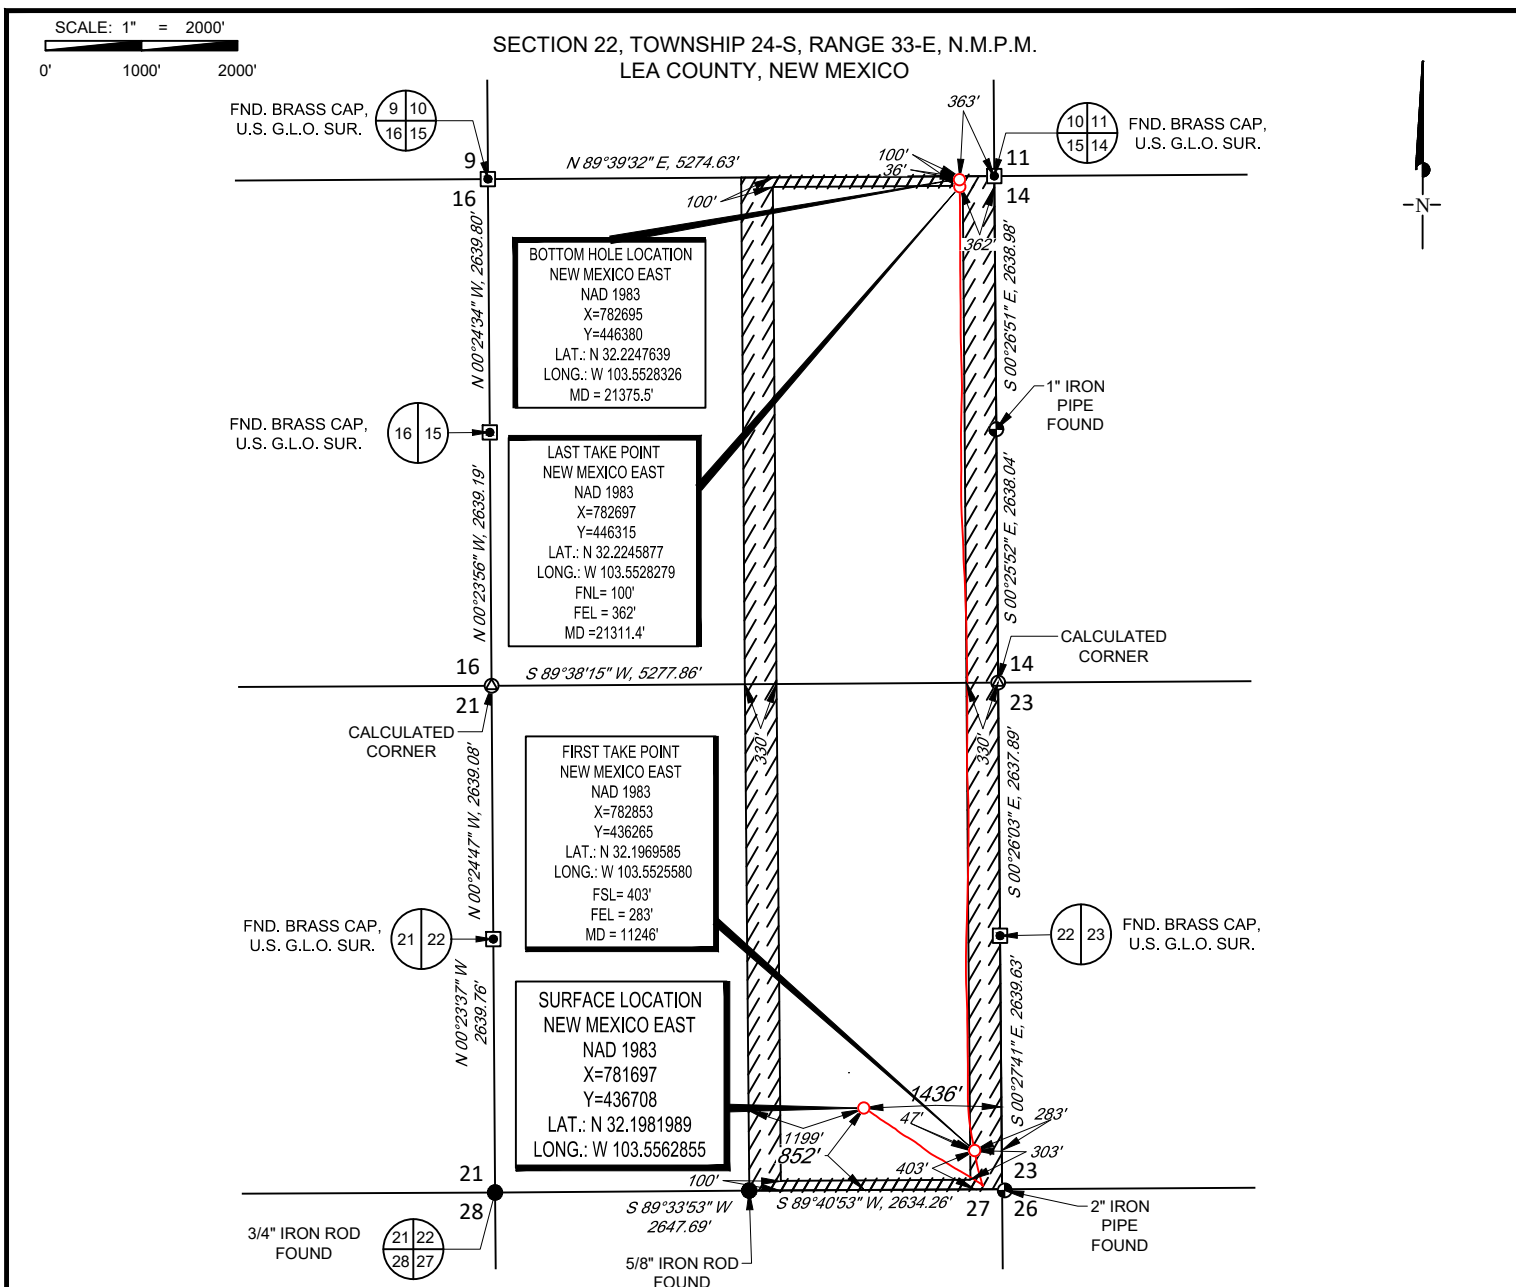 SCALE: 1" = 2000'
0' 1000' 2000'
SECTION 22, TOWNSHIP 24-S, RANGE 33-E, N.M.P.M.
LEA COUNTY, NEW MEXICO
FND. BRASS CAP,
U.S. G.L.O. SUR.
9 10
16 15
9
16
N 89°39'32" E, 5274.63'
363'
100'
36'
100'
362'
10 11
15 14
FND. BRASS CAP,
U.S. G.L.O. SUR.
11
14
-N-
N 00°24'34" W, 2639.80'
S 00°26'51" E, 2638.98'
BOTTOM HOLE LOCATION
NEW MEXICO EAST
NAD 1983
X=782695
Y=446380
LAT.: N 32.2247639
LONG.: W 103.5528326
MD = 21375.5'
1" IRON
PIPE
FOUND
FND. BRASS CAP,
U.S. G.L.O. SUR.
16 15
LAST TAKE POINT
NEW MEXICO EAST
NAD 1983
X=782697
Y=446315
LAT.: N 32.2245877
LONG.: W 103.5528279
FNL= 100'
FEL = 362'
MD =21311.4'
N 00°23'56" W, 2639.19'
S 00°25'52" E, 2638.04'
16
21
S 89°38'15" W, 5277.86'
CALCULATED
CORNER
14
23
CALCULATED
CORNER
330'
330'
N 00°24'47" W, 2639.08'
S 00°26'03" E, 2637.89'
FIRST TAKE POINT
NEW MEXICO EAST
NAD 1983
X=782853
Y=436265
LAT.: N 32.1969585
LONG.: W 103.5525580
FSL= 403'
FEL = 283'
MD = 11246'
FND. BRASS CAP,
U.S. G.L.O. SUR.
21 22
22 23
FND. BRASS CAP,
U.S. G.L.O. SUR.
N 00°23'37" W
2639.76'
S 00°27'41" E, 2639.63'
SURFACE LOCATION
NEW MEXICO EAST
NAD 1983
X=781697
Y=436708
LAT.: N 32.1981989
LONG.: W 103.5562855
1436'
47'
283'
1199'
852'
303'
403'
100'
21
28
23
27 26
S 89°33'53" W
2647.69'
S 89°40'53" W, 2634.26'
2" IRON
PIPE
FOUND
3/4" IRON ROD
FOUND
21 22
28 27
5/8" IRON ROD
FOUND